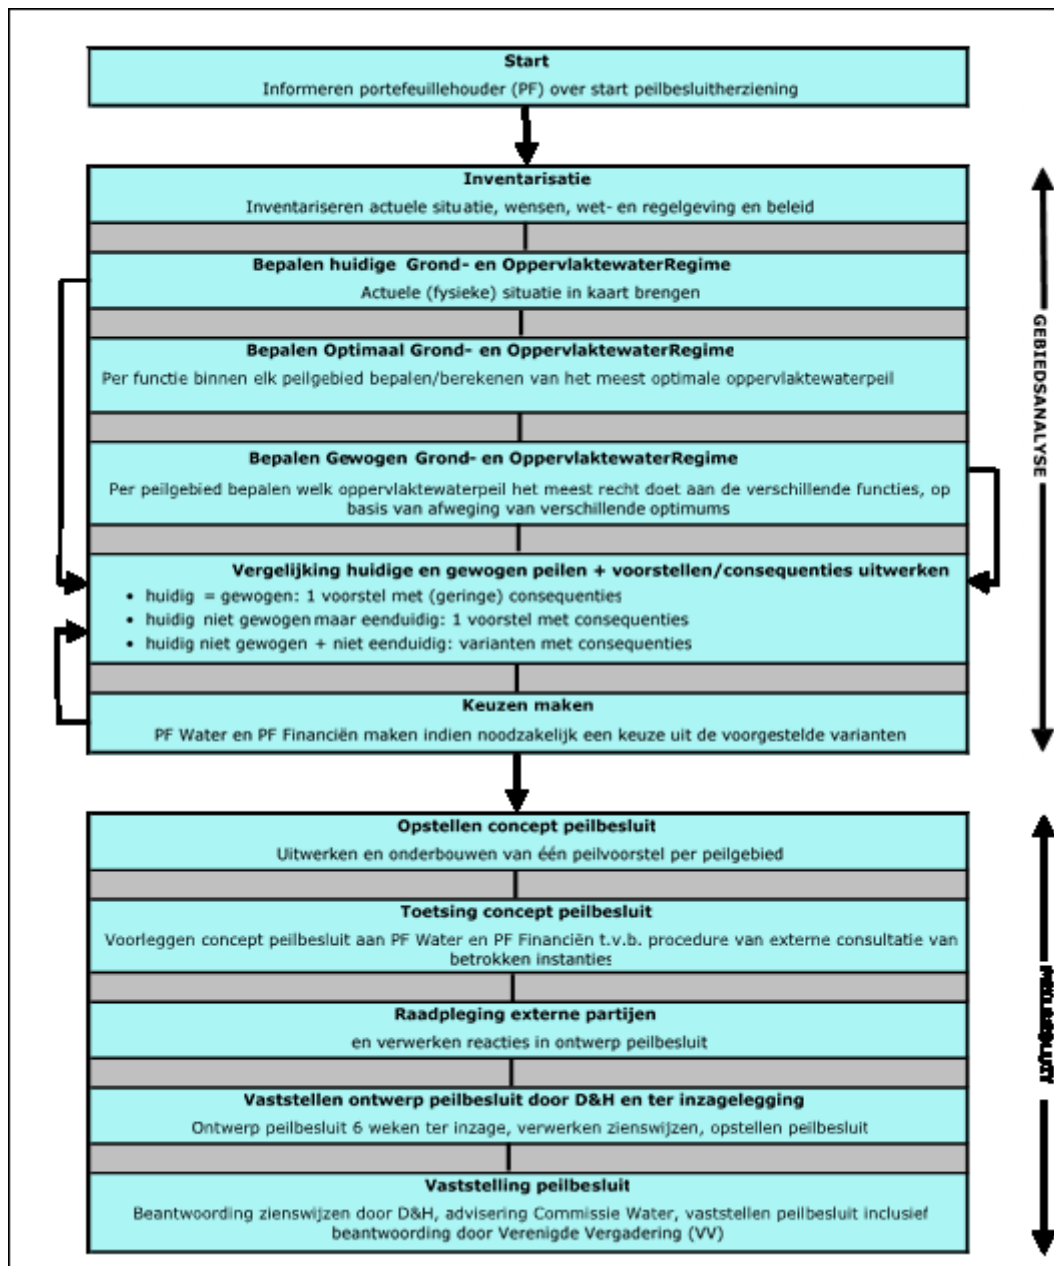 Start
Informeren portefeuillehouder (PF) over start peilbesluitherziening
Inventarisatie
Inventariseren actuele situatie, wensen, wet- en regelgeving en beleid
Bepalen huidige Grond- en OppervlaktewaterRegime
Actuele (fysieke) situatie in kaart brengen
Bepalen Optimaal Grond- en OppervlaktewaterRegime
Per functie binnen elk peilgebied bepalen/berekenen van het meest optimale oppervlaktewaterpeil
Bepalen Gewogen Grond- en OppervlaktewaterRegime
Per peilgebied bepalen welk oppervlaktewaterpeil het meest recht doet aan de verschillende functies, op
basis van afweging van verschillende optimums
Vergelijking huidige en gewogen peilen + voorstellen/consequenties uitwerken
• huidig = gewogen: 1 voorstel met (geringe) consequenties
• huidig niet gewogen maar eenduidig: 1 voorstel met consequenties
• huidig niet gewogen + niet eenduidig: varianten met consequenties
Keuzen maken
PF Water en PF Financiën maken indien noodzakelijk een keuze uit de voorgestelde varianten
GEBIEDSANALYSE
Opstellen concept peilbesluit
Uitwerken en onderbouwen van één peilvoorstel per peilgebied
Toetsing concept peilbesluit
Voorleggen concept peilbesluit aan PF Water en PF Financiën t.v.b. procedure van externe consultatie van
betrokken instanties
Raadpleging externe partijen
en verwerken reacties in ontwerp peilbesluit
Vaststellen ontwerp peilbesluit door D&H en ter inzagelegging
Ontwerp peilbesluit 6 weken ter inzage, verwerken zienswijzen, opstellen peilbesluit
Vaststelling peilbesluit
Beantwoording zienswijzen door D&H, advisering Commissie Water, vaststellen peilbesluit inclusief
beantwoording door Verenigde Vergadering (VV)